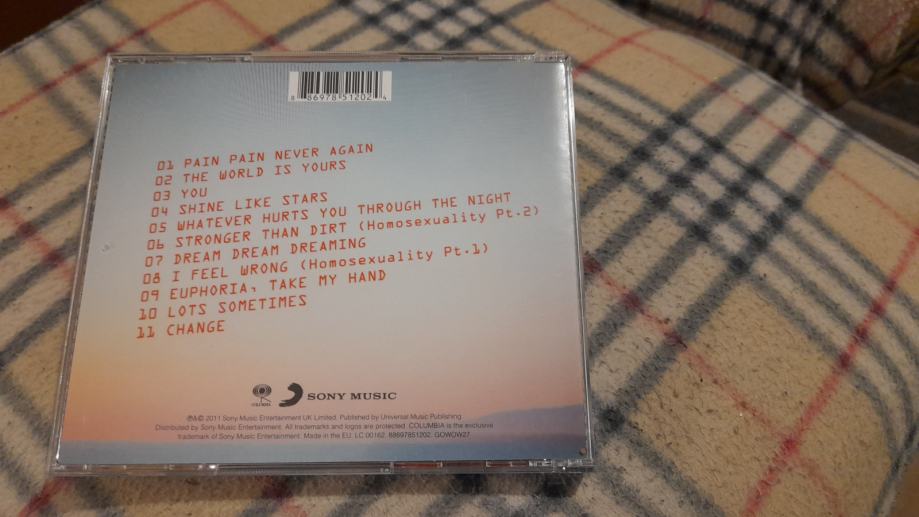 8 86978 51202 4
01 PAIN PAIN NEVER AGAIN
02 THE WORLD IS YOURS
03 YOU
04 SHINE LIKE STARS
05 WHATEVER HURTS YOU THROUGH THE NIGHT
06 STRONGER THAN DIRT (Homosexuality Pt.2)
07 DREAM DREAM DREAMING
08 I FEEL WRONG (Homosexuality Pt.1)
09 EUPHORIA, TAKE MY HAND
10 LOTS SOMETIMES
11 CHANGE
COLUMBIA
SONY MUSIC
℗&© 2011 Sony Music Entertainment UK Limited. Published by Universal Music Publishing
Distributed by Sony Music Entertainment. All trademarks and logos are protected. COLUMBIA is the exclusive
trademark of Sony Music Entertainment. Made in the EU. LC 00162. 88697851202. GOWOW27